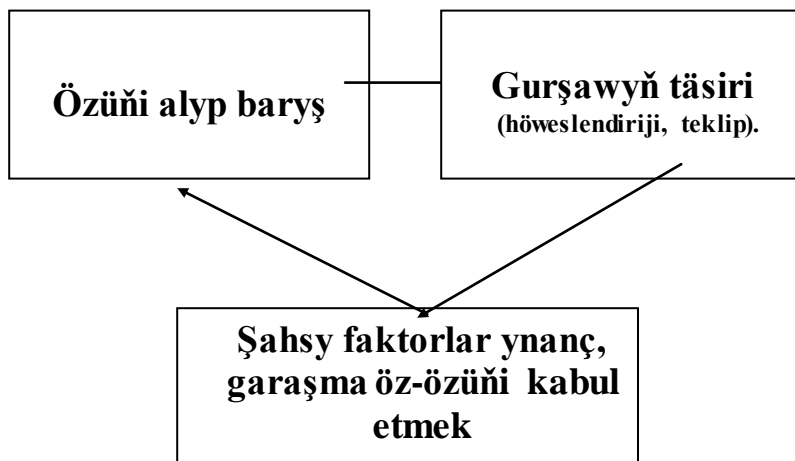 Özüňi alyp baryş
Gurşawyň täsiri
(höweslendiriji, teklip).
Şahsy faktorlar ynanç,
garaşma öz-özüňi kabul
etmek